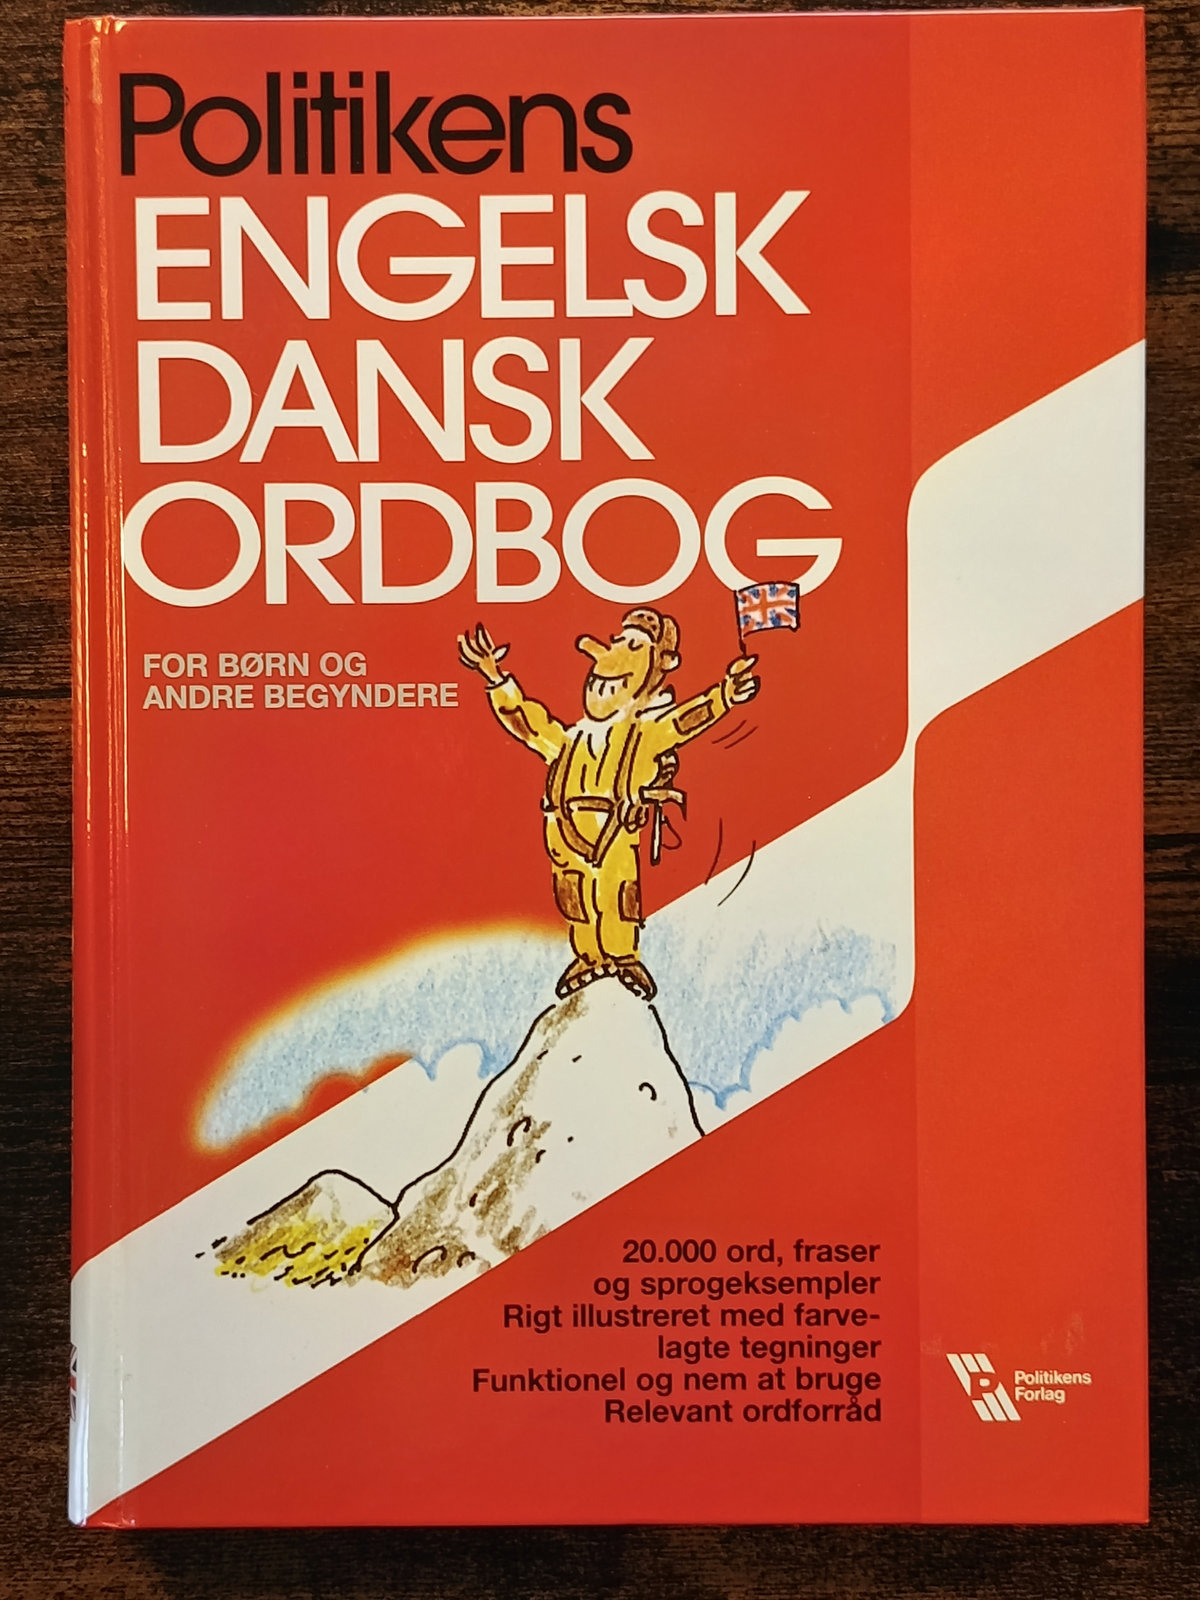 Politikens
ENGELSK
DANSK
ORDBOG
FOR BØRN OG
ANDRE BEGYNDERE
20.000 ord, fraser
og sprogeksempler
Rigt illustreret med farve-
lagte tegninger
Funktionel og nem at bruge
Relevant ordforråd
P
Politikens
Forlag